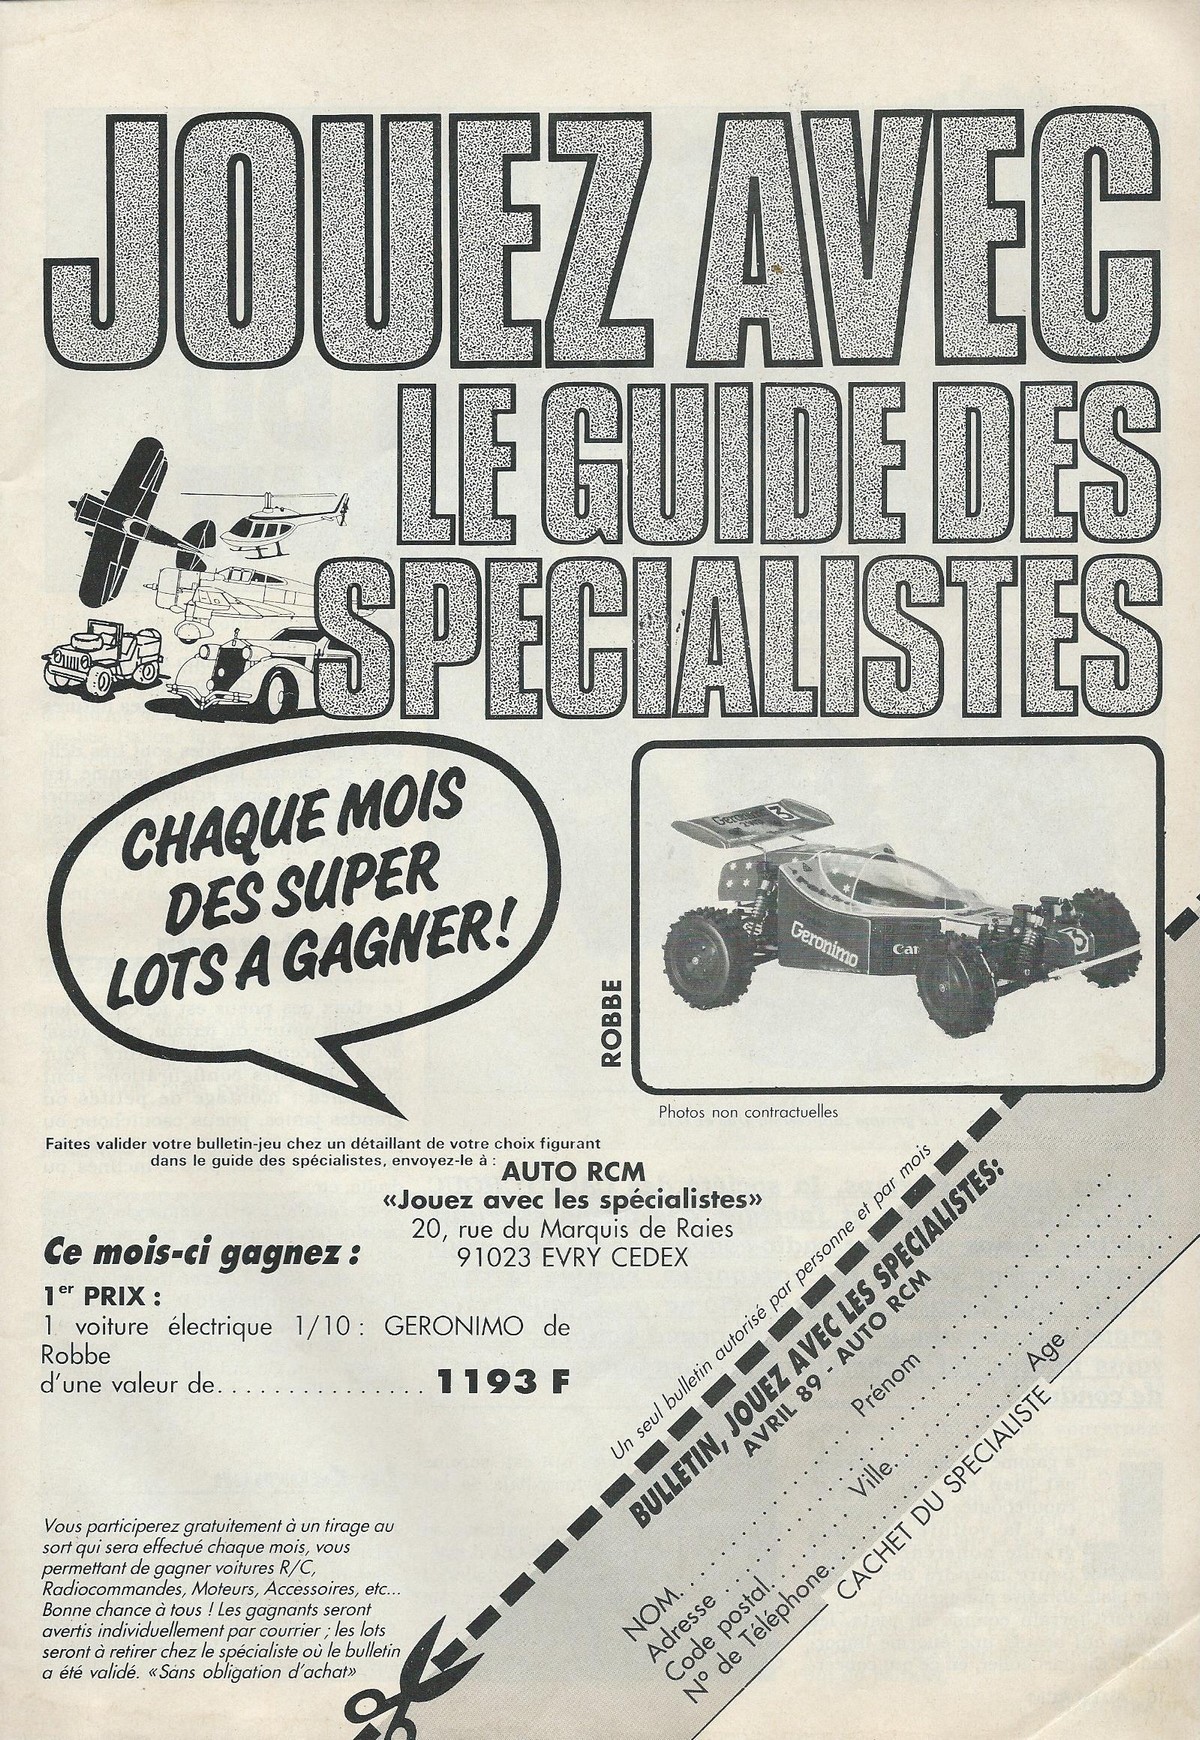 JOUEZ AVEC
LE GUIDE DES
SPECIALISTES
CHAQUE MOIS
DES SUPER
LOTS A GAGNER!
ROBBE
Geronimo
Geronimo
Photos non contractuelles
Faites valider votre bulletin-jeu chez un détaillant de votre choix figurant
dans le guide des spécialistes, envoyez-le à :
AUTO RCM
«Jouez avec les spécialistes»
20, rue du Marquis de Raies
91023 EVRY CEDEX
Ce mois-ci gagnez :
1er PRIX :
1 voiture électrique 1/10 : GERONIMO de
Robbe
d'une valeur de............... 1193 F
Vous participerez gratuitement à un tirage au
sort qui sera effectué chaque mois, vous
permettant de gagner voitures R/C,
Radiocommandes, Moteurs, Accessoires, etc...
Bonne chance à tous ! Les gagnants seront
avertis individuellement par courrier ; les lots
seront à retirer chez le spécialiste où le bulletin
a été validé. «Sans obligation d'achat»
Un seul bulletin autorisé par personne et par mois
BULLETIN, JOUEZ AVEC LES SPECIALISTES:
AVRIL 89 - AUTO RCM
NOM. Prénom
Adresse
Code postal. Ville.
N° de Téléphone. Age
CACHET DU SPECIALISTE